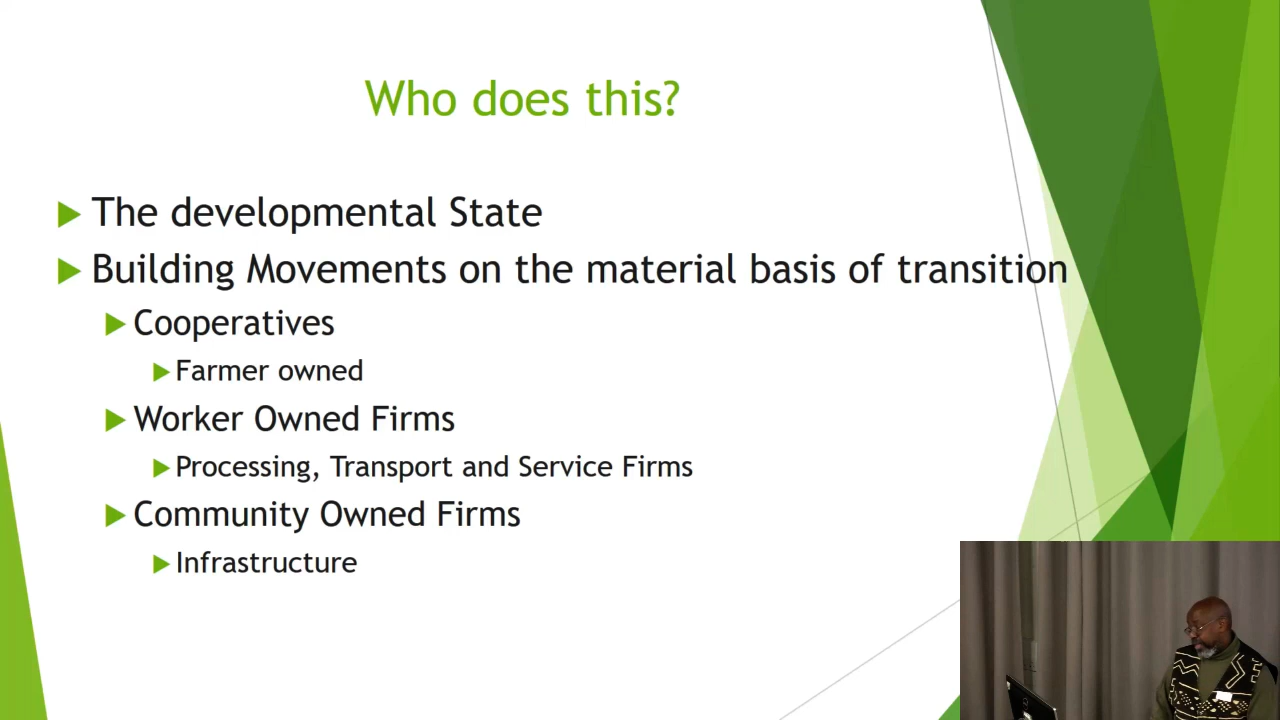 Who does this?
The developmental State
Building Movements on the material basis of transition
Cooperatives
Farmer owned
Worker Owned Firms
Processing, Transport and Service Firms
Community Owned Firms
Infrastructure